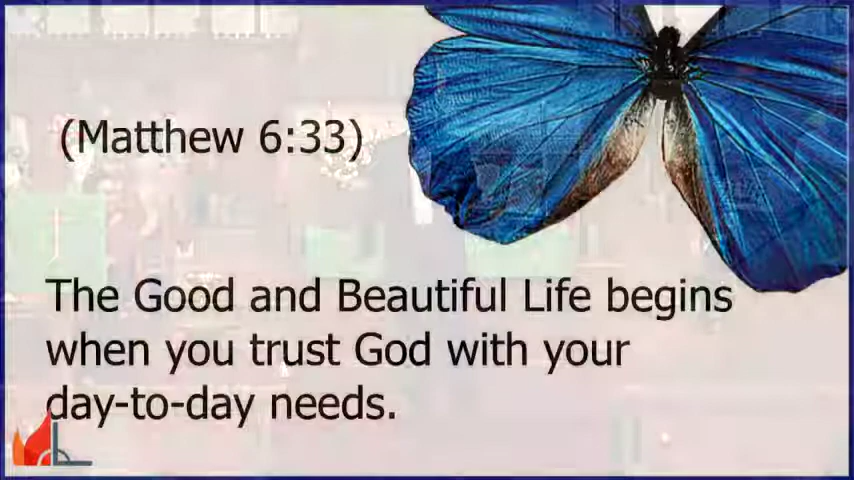 (Matthew 6:33)
The Good and Beautiful Life begins
when you trust God with your
day-to-day needs.